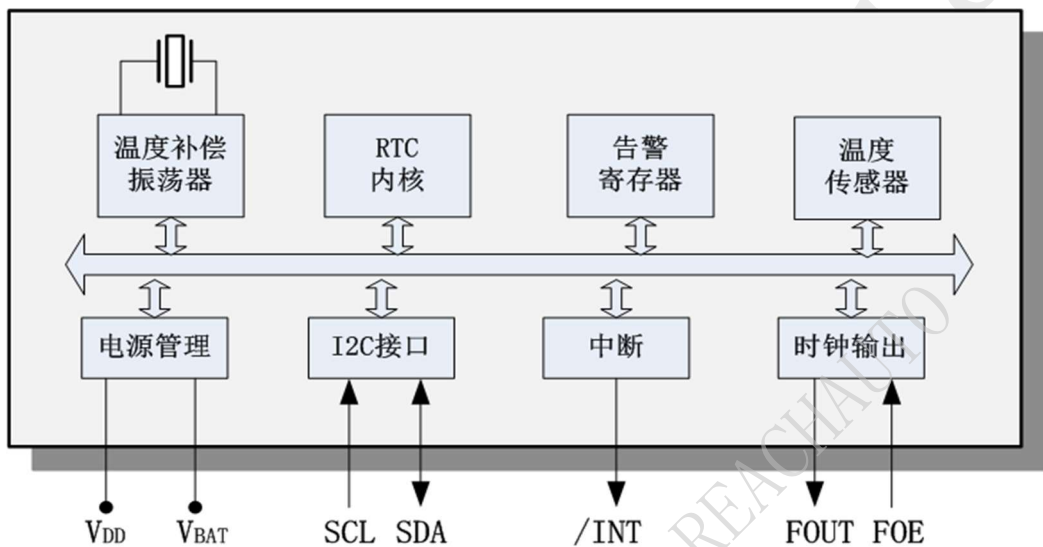 温度补偿
振荡器
RTC
内核
告警
寄存器
温度
传感器
电源管理
I2C接口
中断
时钟输出
VDD
VBAT
SCL
SDA
/INT
FOUT
FOE
REACHAUTO